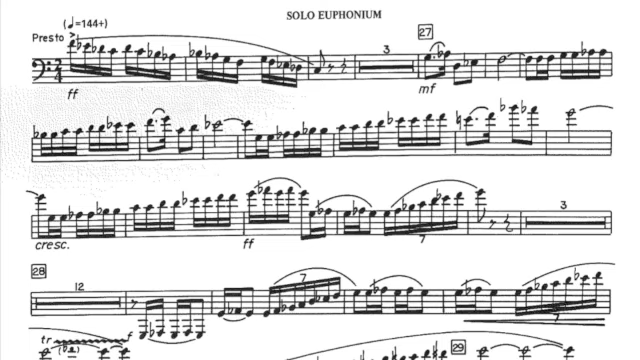 SOLO EUPHONIUM
(♩=144+)
Presto
27
3
ff
mf
cresc.
ff
7
3
28
12
7
7
tr
f
29